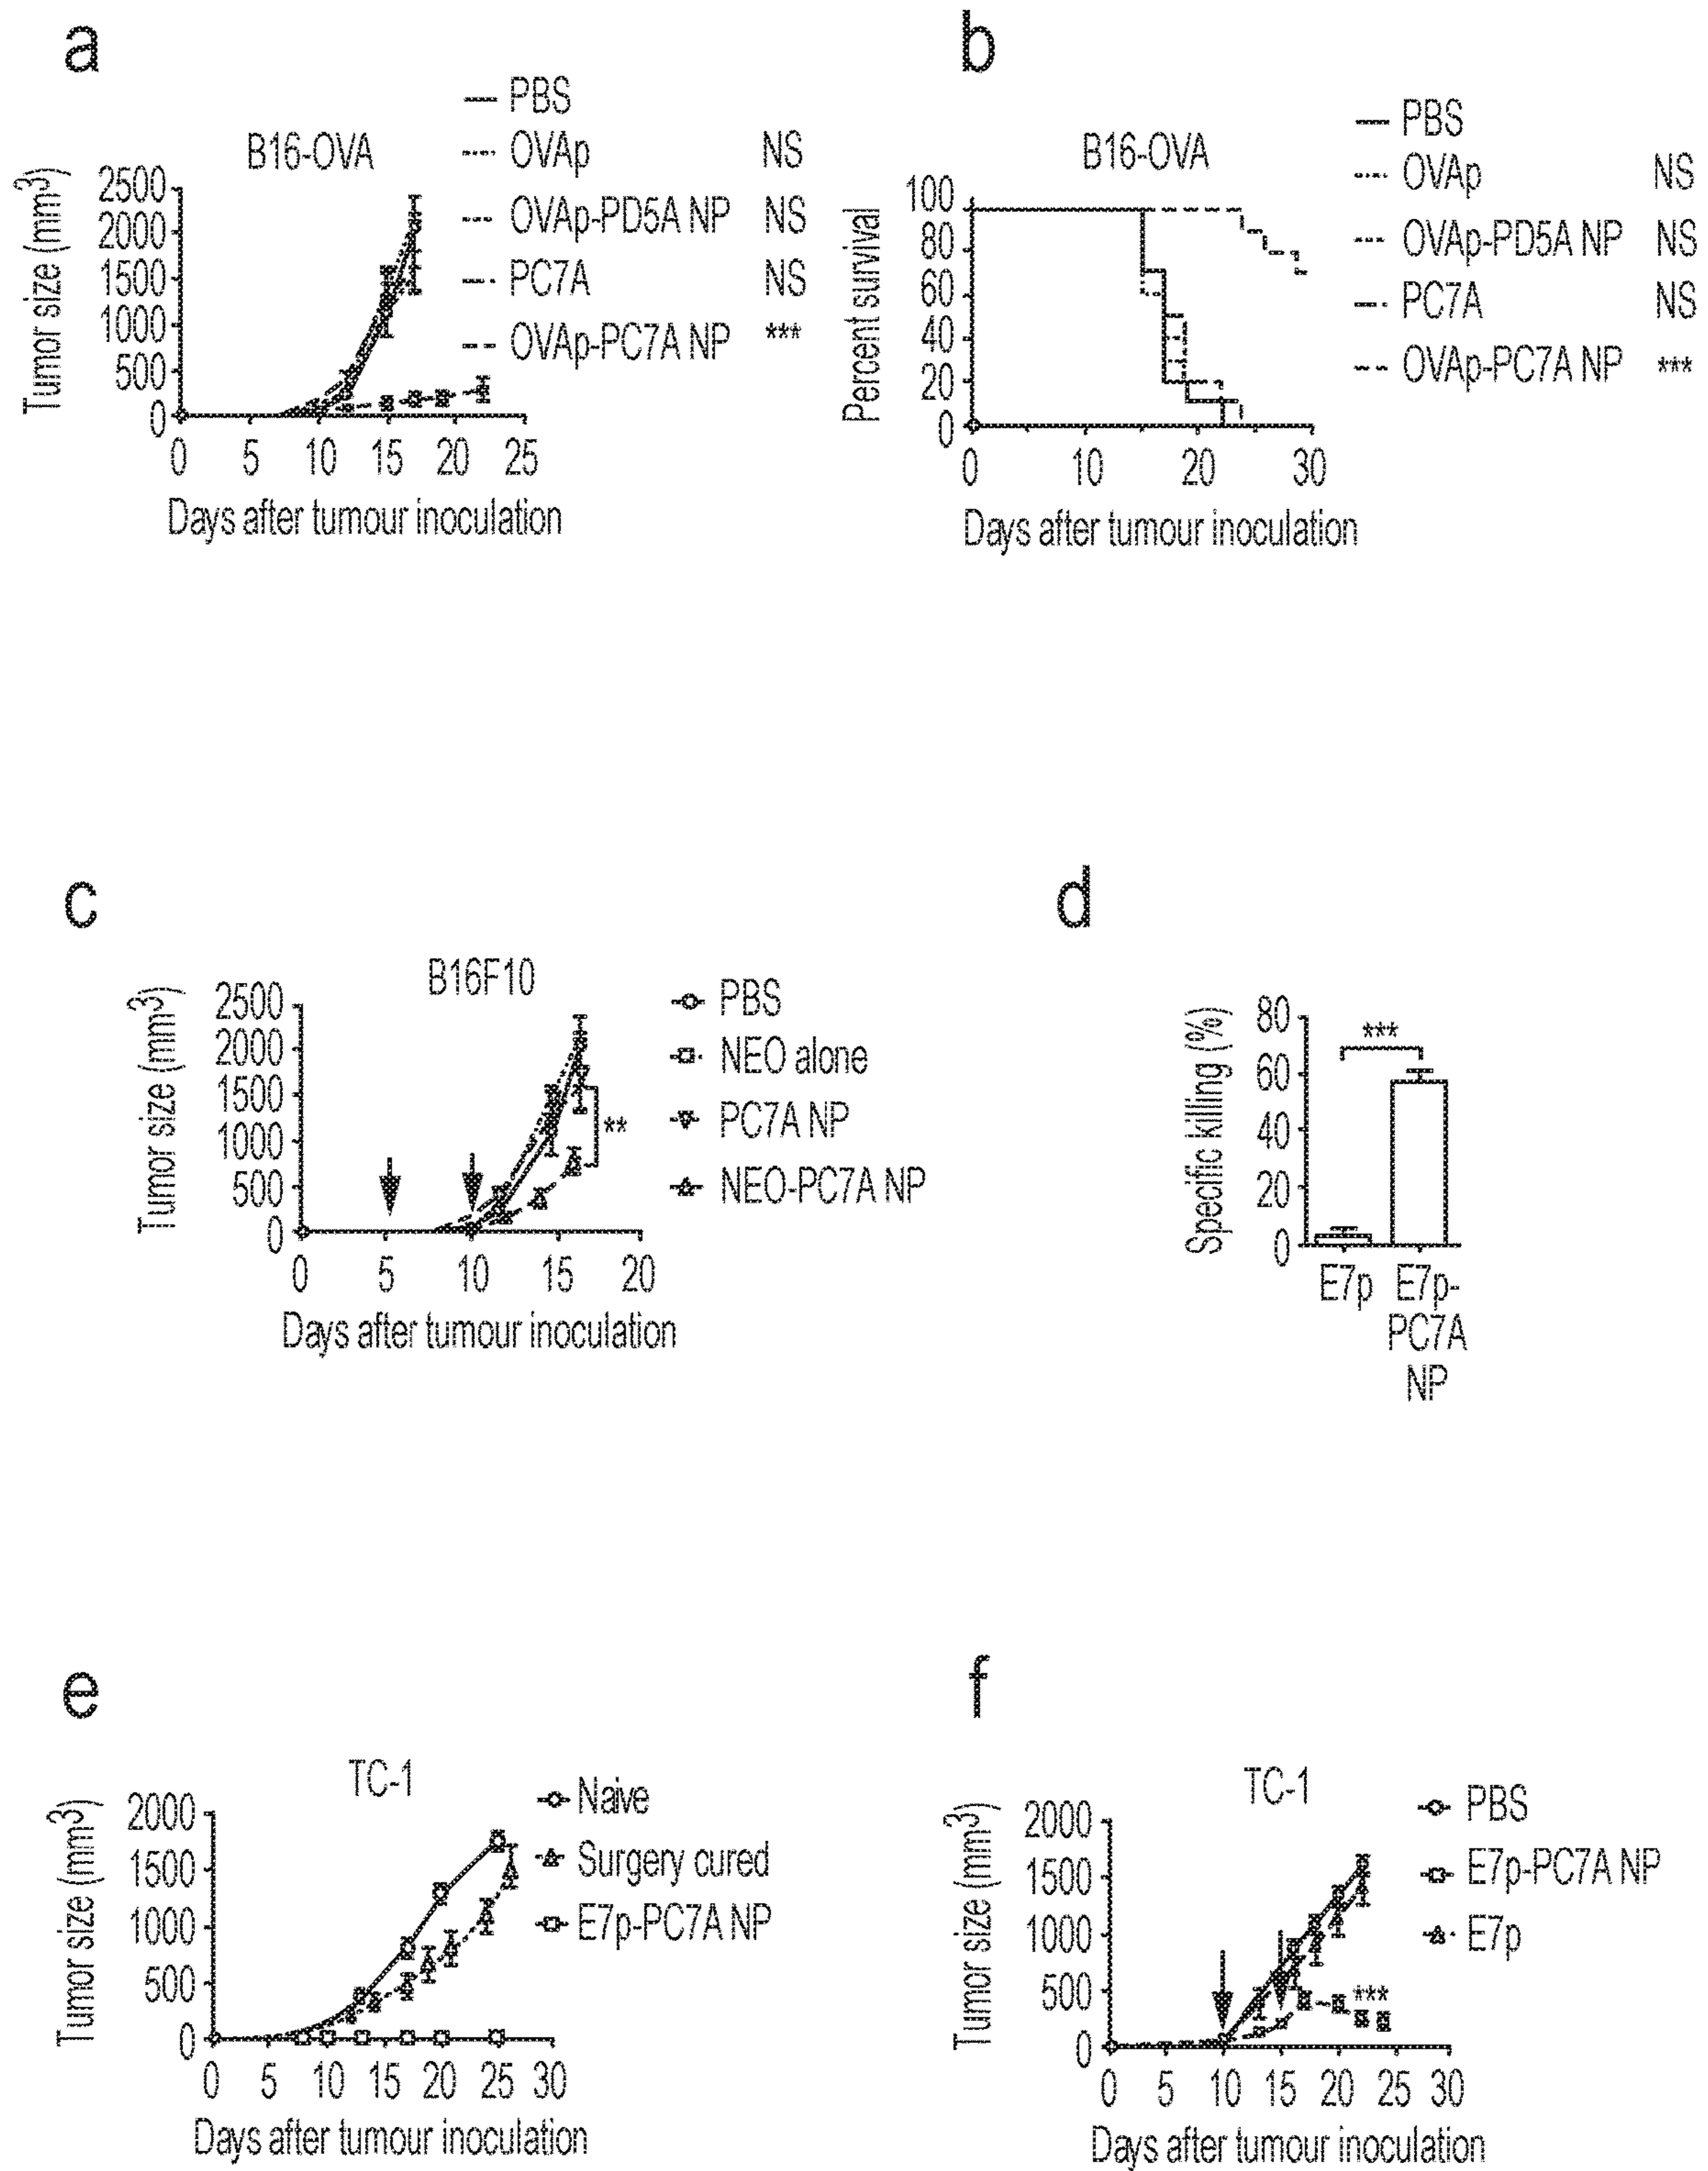 a
B16-OVA
PBS
OVAp NS
OVAp-PD5A NP NS
PC7A NS
OVAp-PC7A NP ***
Tumor size (mm3)
2500
2000
1500
1000
500
0
0 5 10 15 20 25
Days after tumour inoculation
b
B16-OVA
PBS
OVAp NS
OVAp-PD5A NP NS
PC7A NS
OVAp-PC7A NP ***
Percent survival
100
80
60
40
20
0
0 10 20 30
Days after tumour inoculation
c
B16F10
PBS
NEO alone
PC7A NP
NEO-PC7A NP
**
Tumor size (mm3)
2500
2000
1500
1000
500
0
0 5 10 15 20
Days after tumour inoculation
d
Specific killing (%)
80
60
40
20
0
***
E7p E7p-
PC7A
NP
e
TC-1
Naive
Surgery cured
E7p-PC7A NP
Tumor size (mm3)
2000
1500
1000
500
0
0 5 10 15 20 25 30
Days after tumour inoculation
f
TC-1
PBS
E7p-PC7A NP
E7p
***
Tumor size (mm3)
2000
1500
1000
500
0
0 5 10 15 20 25 30
Days after tumour inoculation